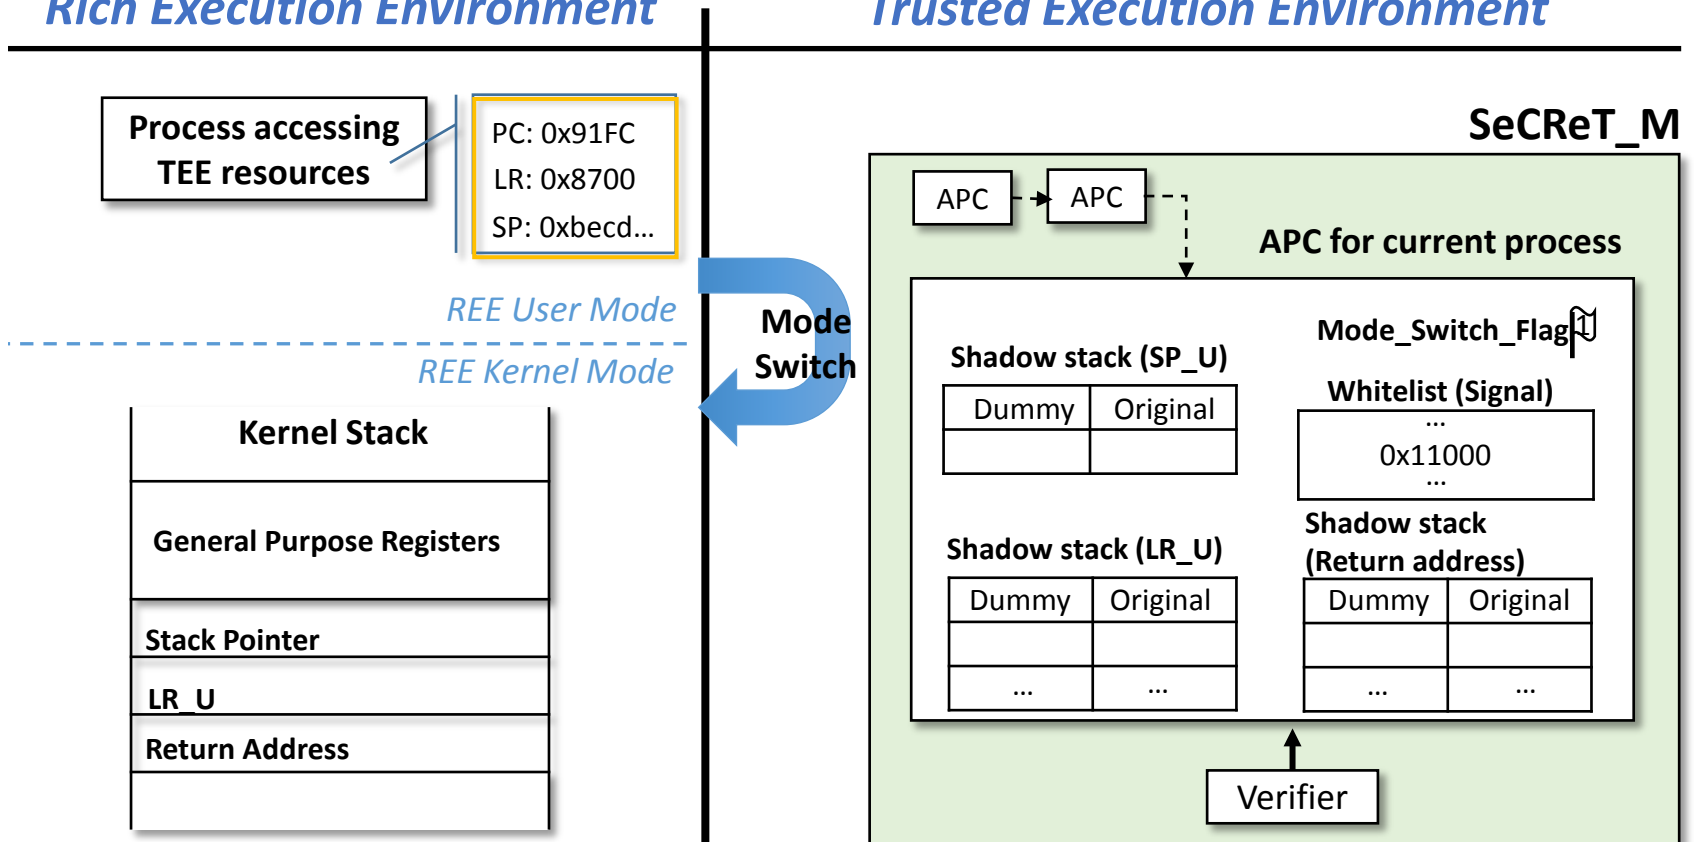 Rich Execution Environment
Trusted Execution Environment
Process accessing
TEE resources
PC: 0x91FC
LR: 0x8700
SP: 0xbecd...
REE User Mode
REE Kernel Mode
Mode
Switch
Kernel Stack
General Purpose Registers
Stack Pointer
LR_U
Return Address
SeCReT_M
APC
APC
APC for current process
Mode_Switch_Flag
1
Shadow stack (SP_U)
Dummy Original
Whitelist (Signal)
...
0x11000
...
Shadow stack (LR_U)
Dummy Original
... ...
Shadow stack
(Return address)
Dummy Original
... ...
Verifier